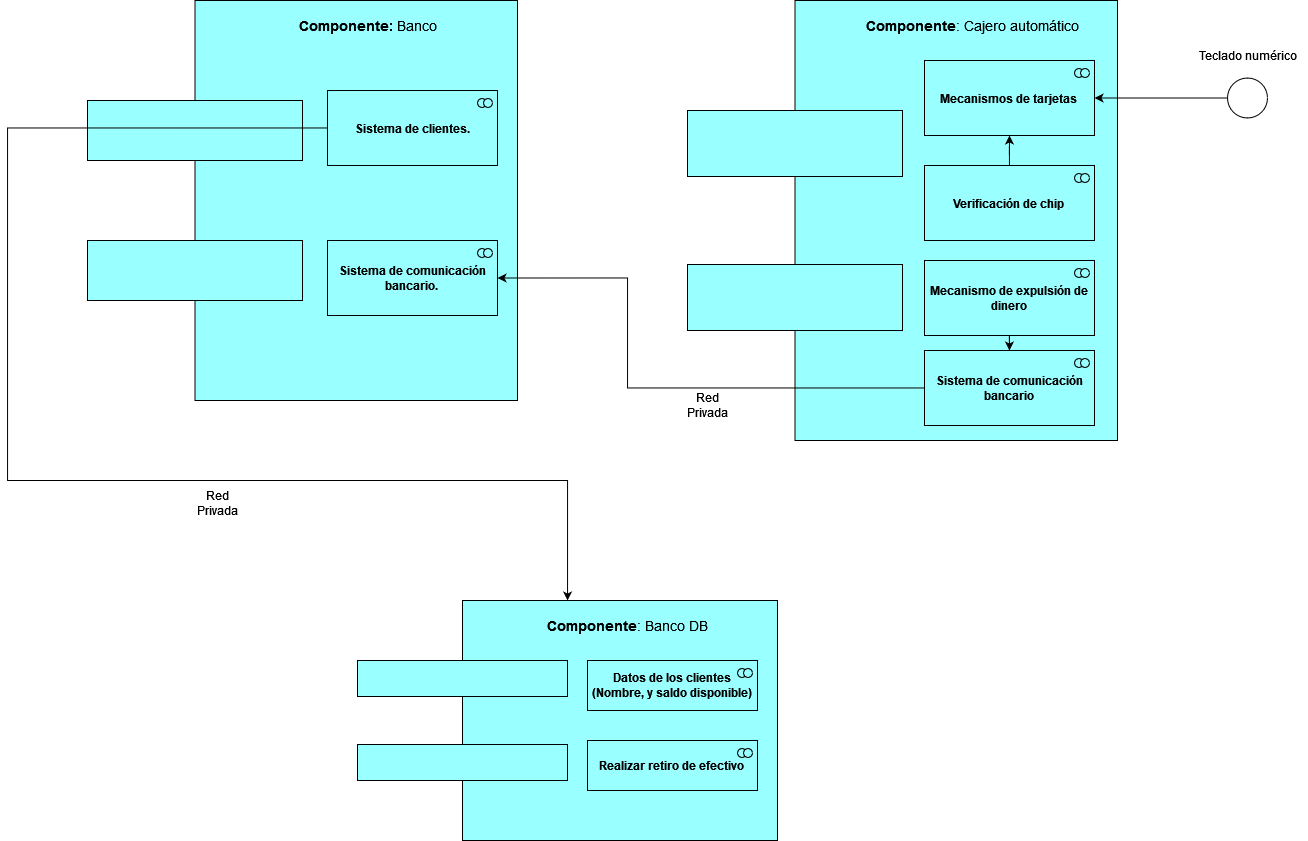 Componente: Banco
Sistema de clientes.
Sistema de comunicación
bancario.
Componente: Cajero automático
Mecanismos de tarjetas
Verificación de chip
Mecanismo de expulsión de
dinero
Sistema de comunicación
bancario
Teclado numérico
Red
Privada
Red
Privada
Componente: Banco DB
Datos de los clientes
(Nombre, y saldo disponible)
Realizar retiro de efectivo